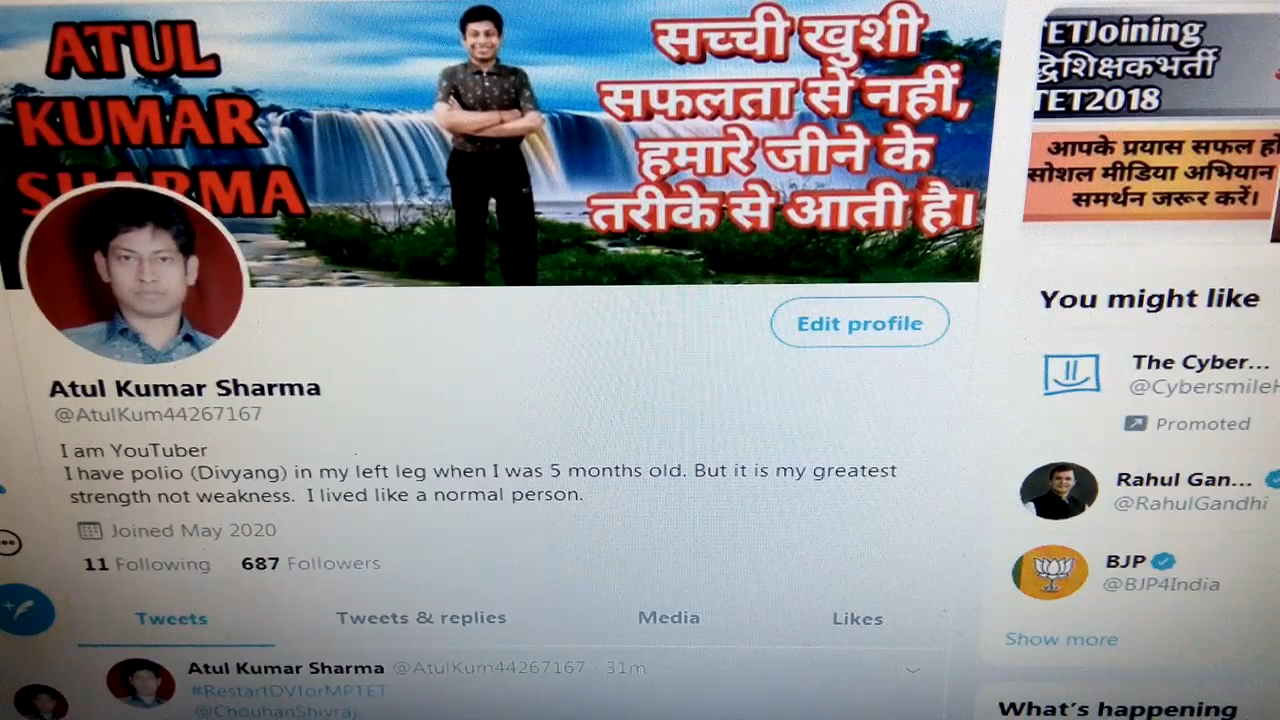 ATUL
KUMAR
SHARMA
सच्ची खुशी
सफलता से नहीं,
हमारे जीने के
तरीके से आती है।
ETJoining
द्धेशिक्षकभर्ती
TET2018
आपके प्रयास सफल हो
सोशल मीडिया अभियान
समर्थन जरूर करें।
Edit profile
Atul Kumar Sharma
@AtulKum44267167
I am YouTuber
I have polio (Divyang) in my left leg when I was 5 months old. But it is my greatest
strength not weakness. I lived like a normal person.
Joined May 2020
11 Following 687 Followers
Tweets Tweets & replies Media Likes
Atul Kumar Sharma @AtulKum44267167 · 31m
#RestartDVforMPTET
@ChouhanShivraj
You might like
The Cyber...
@CybersmileH
Promoted
Rahul Gan...
@RahulGandhi
BJP
@BJP4India
Show more
What's happening